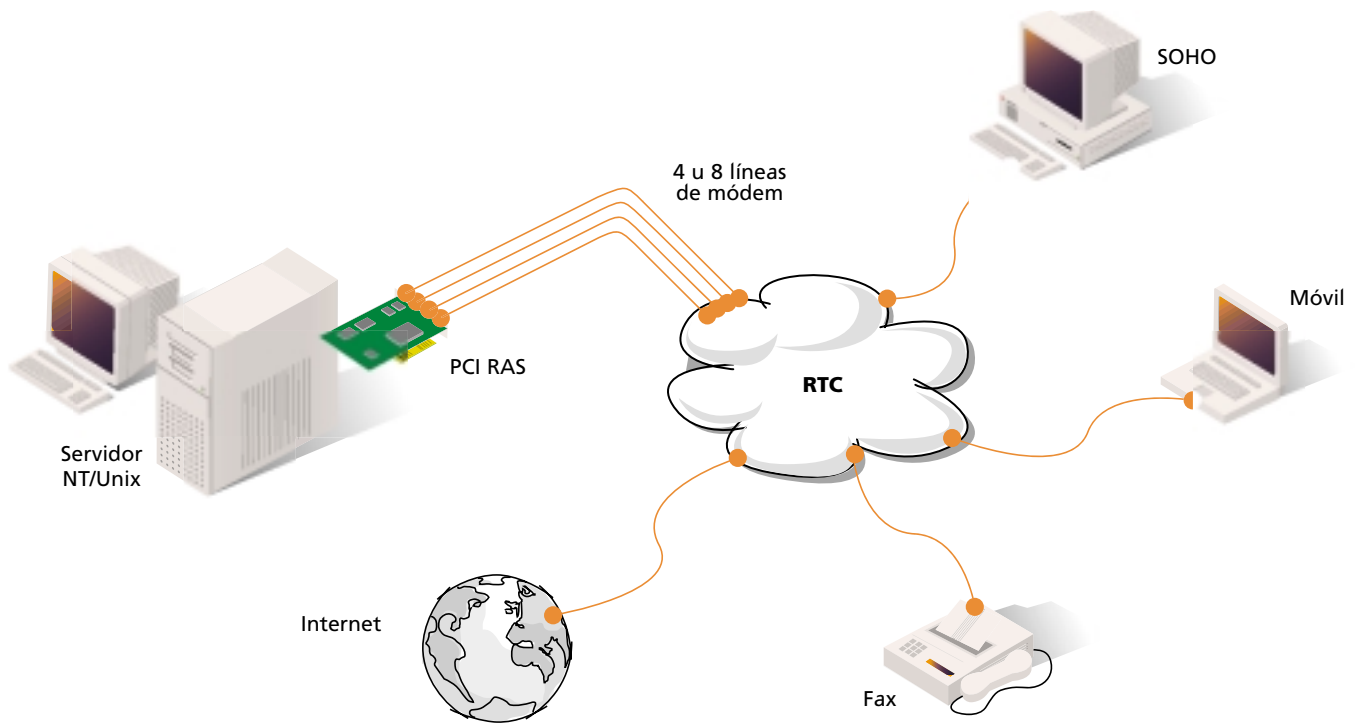 SOHO
4 u 8 líneas
de módem
Móvil
PCI RAS
RTC
Servidor
NT/Unix
Internet
Fax